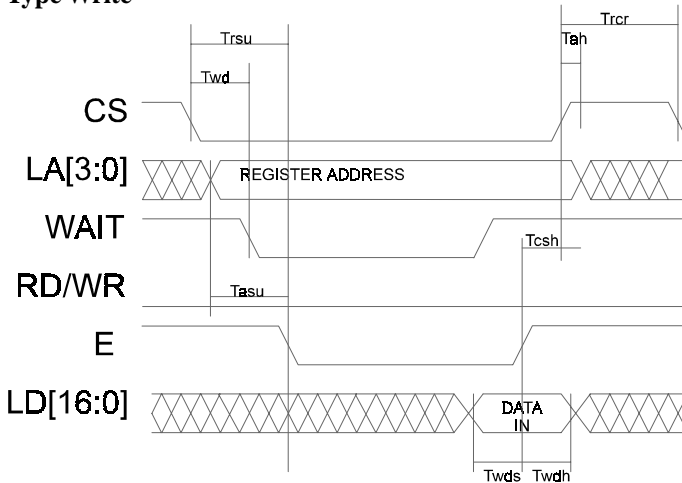 Type Write
Trsu
Trcr
Tah
Twd
CS
LA[3:0]
REGISTER ADDRESS
WAIT
Tcsh
RD/WR
Tasu
E
LD[16:0]
DATA
IN
Twds
Twdh